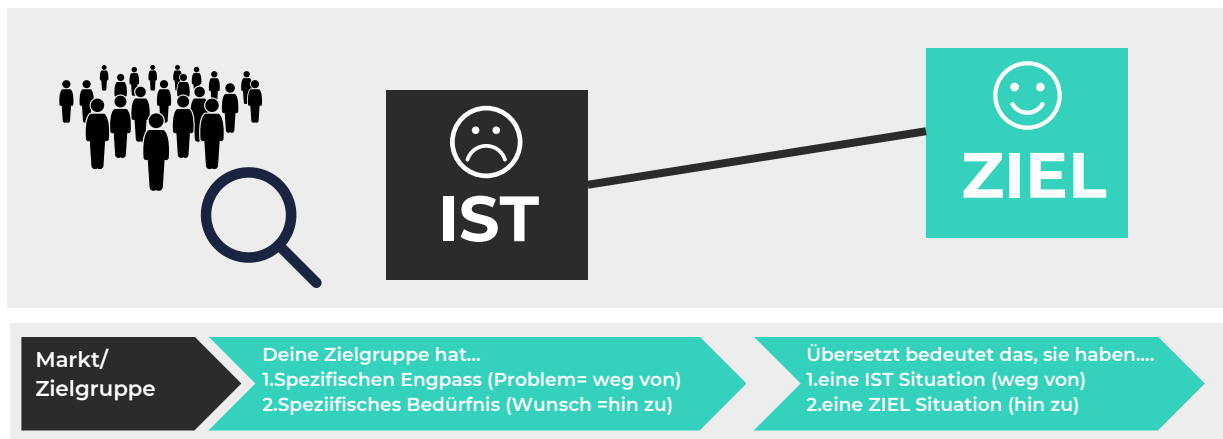 IST
ZIEL
Markt/
Zielgruppe
Deine Zielgruppe hat...
1.Spezifischen Engpass (Problem= weg von)
2.Speziifisches Bedürfnis (Wunsch =hin zu)
Übersetzt bedeutet das, sie haben....
1.eine IST Situation (weg von)
2.eine ZIEL Situation (hin zu)